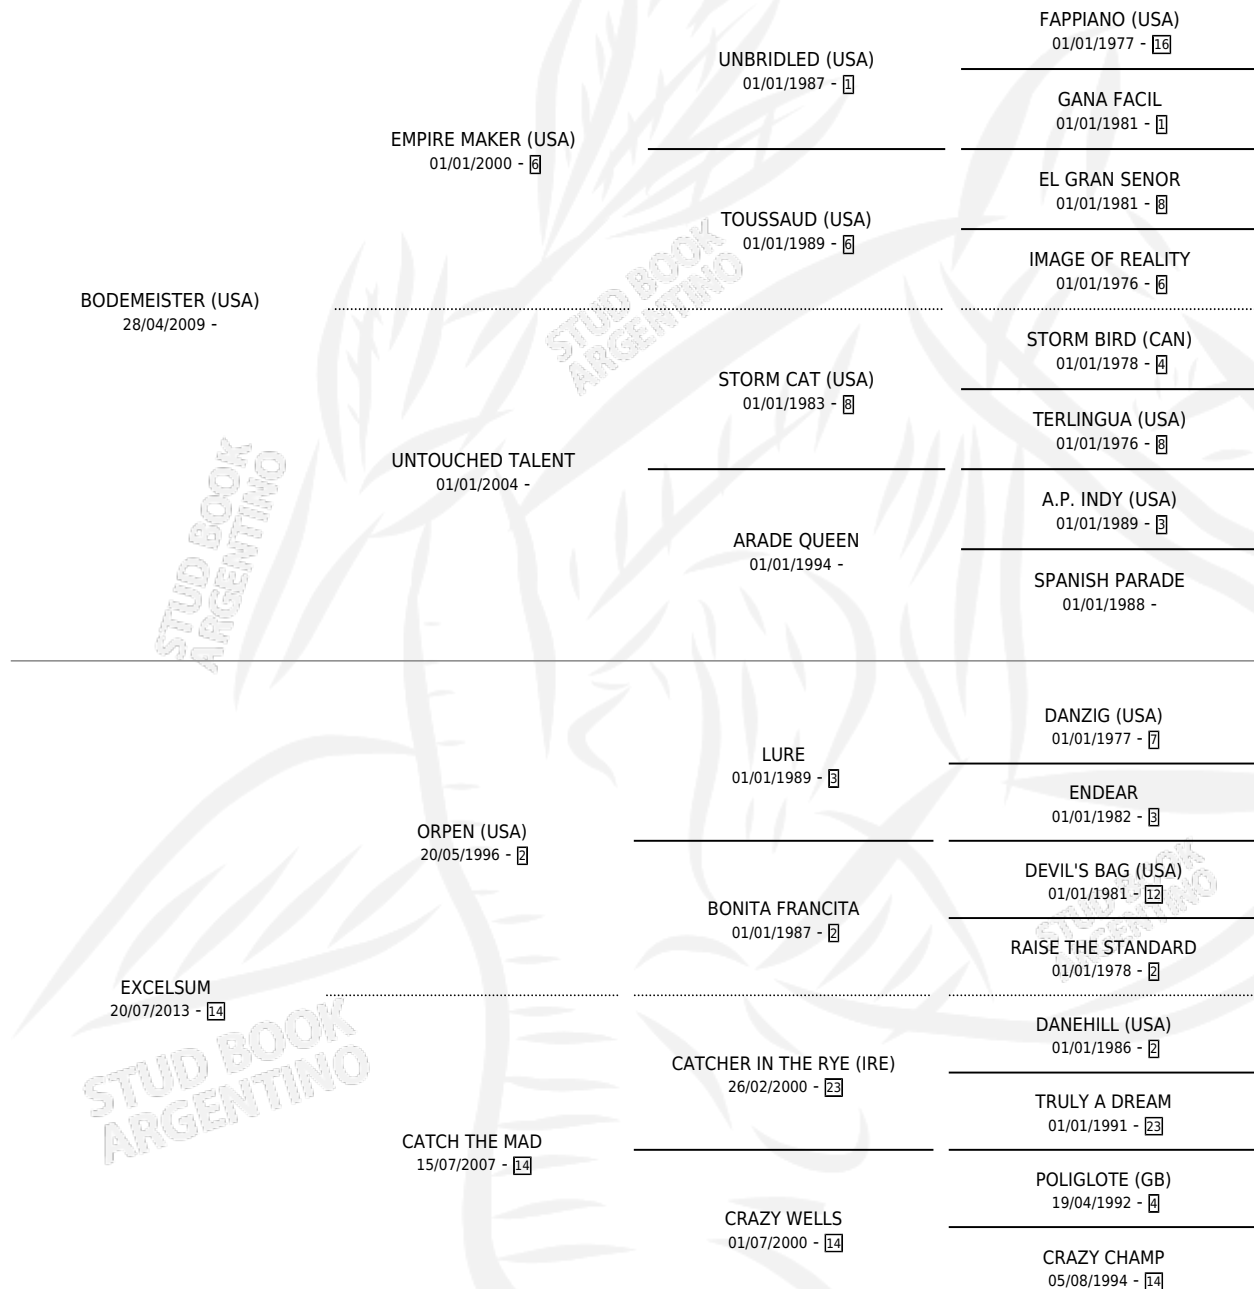 FAPPIANO (USA)
01/01/1977 - 16
UNBRIDLED (USA)
01/01/1987 - 1
GANA FACIL
01/01/1981 - 1
EMPIRE MAKER (USA)
01/01/2000 - 6
EL GRAN SENOR
01/01/1981 - 8
TOUSSAUD (USA)
01/01/1989 - 6
IMAGE OF REALITY
01/01/1976 - 6
BODEMEISTER (USA)
28/04/2009 -
STORM BIRD (CAN)
01/01/1978 - 4
STORM CAT (USA)
01/01/1983 - 8
TERLINGUA (USA)
01/01/1976 - 8
UNTOUCHED TALENT
01/01/2004 -
A.P. INDY (USA)
01/01/1989 - 3
ARADE QUEEN
01/01/1994 -
SPANISH PARADE
01/01/1988 -
DANZIG (USA)
01/01/1977 - 7
LURE
01/01/1989 - 3
ENDEAR
01/01/1982 - 3
ORPEN (USA)
20/05/1996 - 2
DEVIL'S BAG (USA)
01/01/1981 - 12
BONITA FRANCITA
01/01/1987 - 2
RAISE THE STANDARD
01/01/1978 - 2
EXCELSUM
20/07/2013 - 14
DANEHILL (USA)
01/01/1986 - 2
CATCHER IN THE RYE (IRE)
26/02/2000 - 23
TRULY A DREAM
01/01/1991 - 23
CATCH THE MAD
15/07/2007 - 14
POLIGLOTE (GB)
19/04/1992 - 4
CRAZY WELLS
01/07/2000 - 14
CRAZY CHAMP
05/08/1994 - 14
STUD BOOK
ARGENTINO
STUD BOOK
ARGENTINO
STUD BOOK
ARGENTINO
STUD BOOK
ARGENTINO